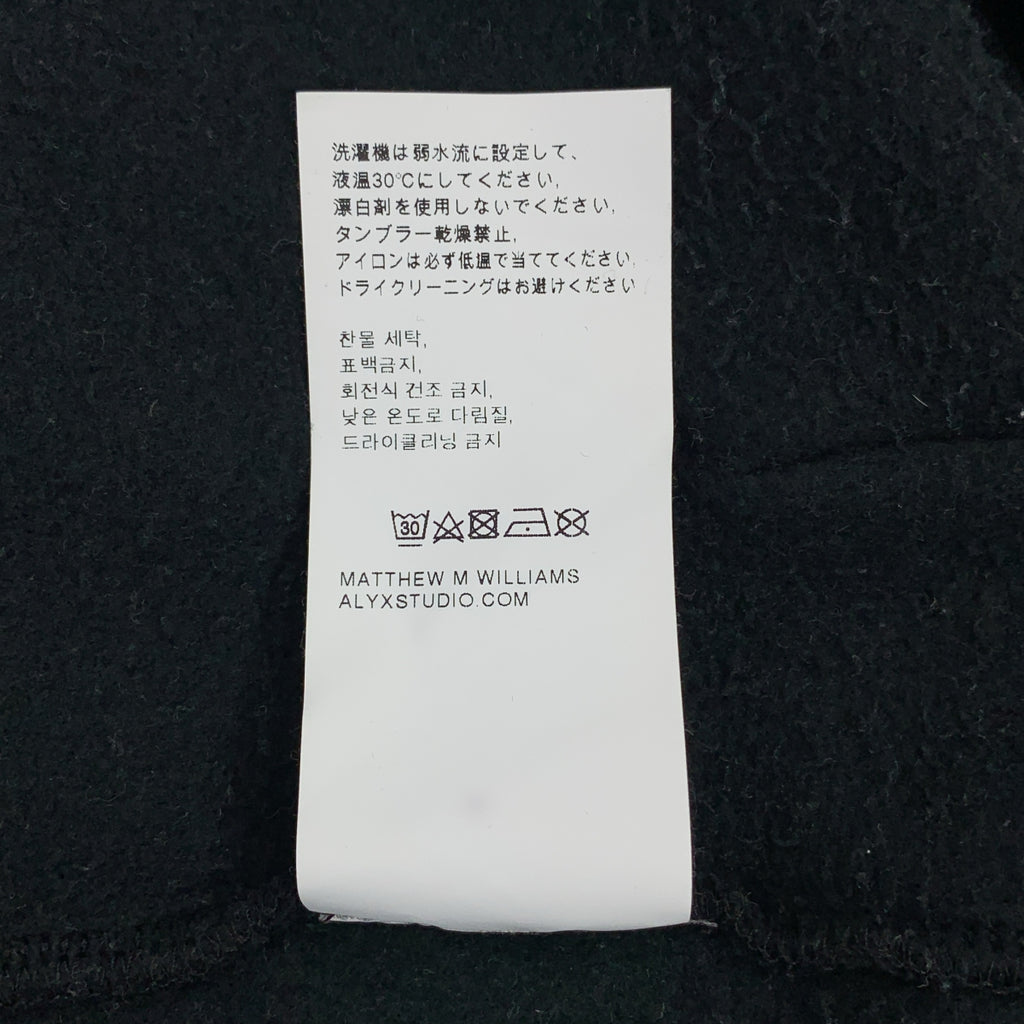 洗濯機は弱水流に設定して、
液温30℃にしてください,
漂白剤を使用しないでください,
タンブラー乾燥禁止,
アイロンは必ず低温で当ててください,
ドライクリーニングはお避けください
찬물 세탁,
표백금지,
회전식 건조 금지,
낮은 온도로 다림질,
드라이클리닝 금지
30
MATTHEW M WILLIAMS
ALYXSTUDIO.COM